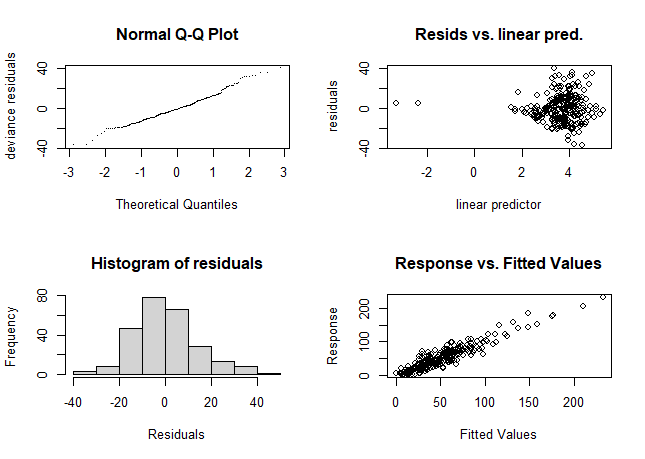 Normal Q-Q Plot
deviance residuals
-40 0 40
-3 -2 -1 0 1 2 3
Theoretical Quantiles
Resids vs. linear pred.
residuals
-40 0 40
-2 0 2 4
linear predictor
Histogram of residuals
Frequency
0 40 80
-40 -20 0 20 40
Residuals
Response vs. Fitted Values
Response
0 100 200
0 50 100 150 200
Fitted Values